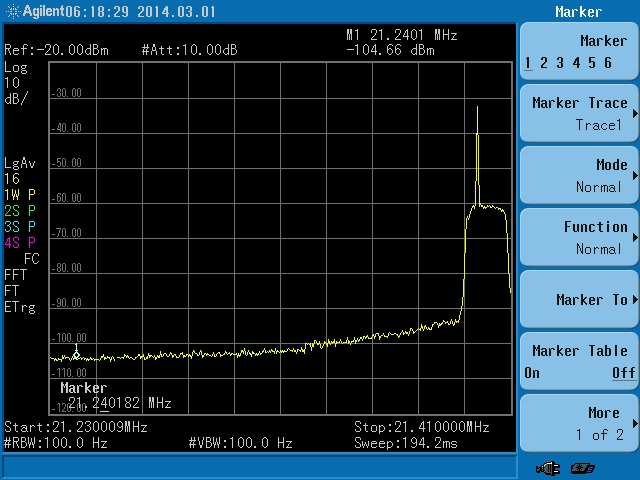 Agilent 06:18:29 2014.03.01
Marker
M1 21.2401 MHz
Ref:-20.00dBm #Att:10.00dB -104.66 dBm
Log
10
dB/
LgAv
16
1W P
2S P
3S P
4S P
FC
FFT
FT
ETrg
-30.00
-40.00
-50.00
-60.00
-70.00
-80.00
-90.00
-100.00
-110.00
-120.00
1
Marker
21.240182 MHz
Start:21.230009MHz Stop:21.410000MHz
#RBW:100.0 Hz #VBW:100.0 Hz Sweep:194.2ms
Marker
1 2 3 4 5 6
Marker Trace
Trace1
Mode
Normal
Function
Normal
Marker To
Marker Table
On Off
More
1 of 2